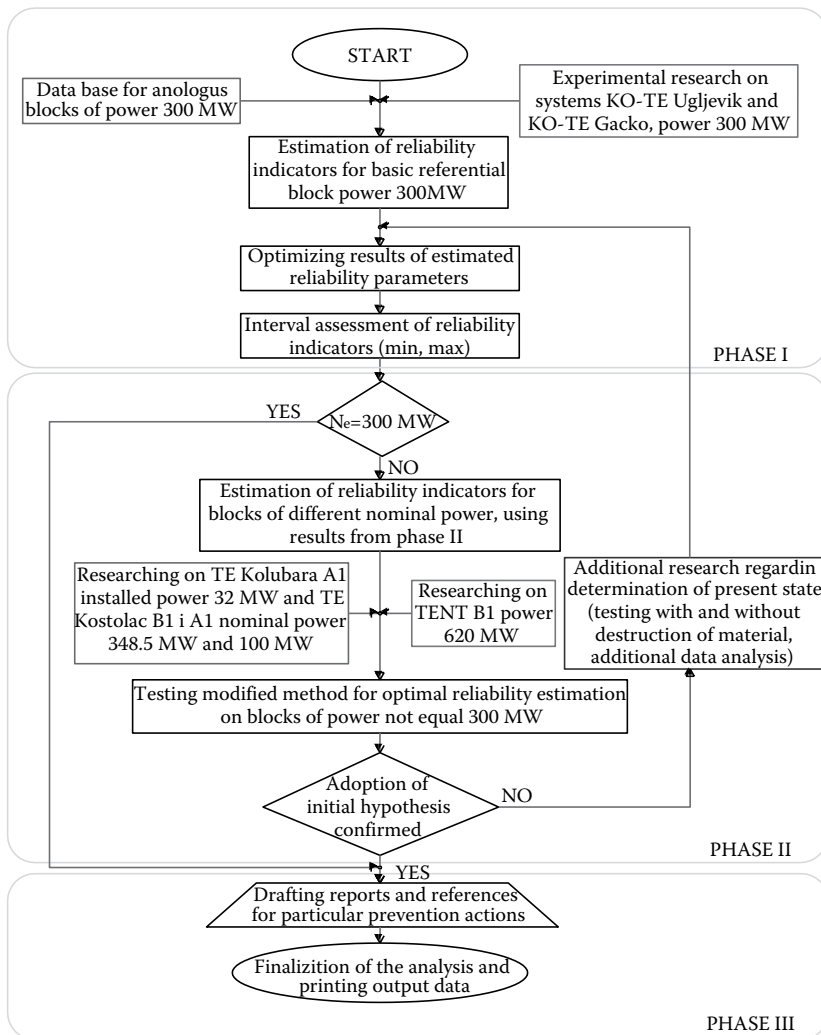 START
Data base for anologus
blocks of power 300 MW
Experimental research on
systems KO-TE Ugljevik and
KO-TE Gacko, power 300 MW
Estimation of reliability
indicators for basic referential
block power 300MW
Optimizing results of estimated
reliability parameters
Interval assessment of reliability
indicators (min, max)
PHASE I
YES
Ne=300 MW
NO
Estimation of reliability indicators for
blocks of different nominal power, using
results from phase II
Researching on TE Kolubara A1
installed power 32 MW and TE
Kostolac B1 i A1 nominal power
348.5 MW and 100 MW
Researching on
TENT B1 power
620 MW
Additional research regardin
determination of present state
(testing with and without
destruction of material,
additional data analysis)
Testing modified method for optimal reliability estimation
on blocks of power not equal 300 MW
Adoption of
initial hypothesis
confirmed
NO
PHASE II
YES
Drafting reports and references
for particular prevention actions
Finalizition of the analysis and
printing output data
PHASE III